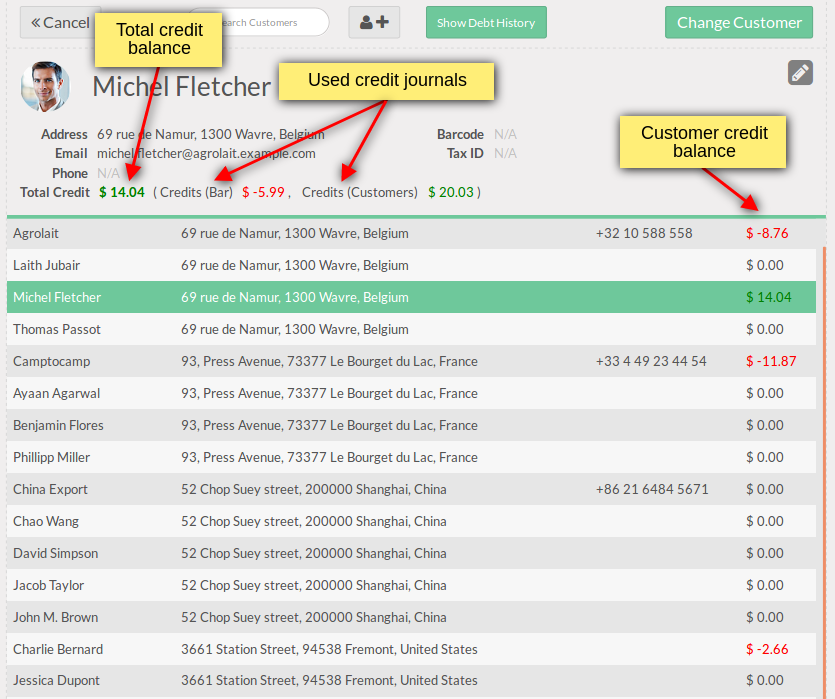 « Cancel Total credit balance Search Customers Show Debt History Change Customer
Michel Fletcher Used credit journals
Address 69 rue de Namur, 1300 Wavre, Belgium Barcode N/A
Customer credit balance
Email michel.fletcher@agrolait.example.com Tax ID N/A
Phone N/A
Total Credit $ 14.04 ( Credits (Bar) $ -5.99 , Credits (Customers) $ 20.03 )
Agrolait 69 rue de Namur, 1300 Wavre, Belgium +32 10 588 558 $ -8.76
Laith Jubair 69 rue de Namur, 1300 Wavre, Belgium $ 0.00
Michel Fletcher 69 rue de Namur, 1300 Wavre, Belgium $ 14.04
Thomas Passot 69 rue de Namur, 1300 Wavre, Belgium $ 0.00
Camptocamp 93, Press Avenue, 73377 Le Bourget du Lac, France +33 4 49 23 44 54 $ -11.87
Ayaan Agarwal 93, Press Avenue, 73377 Le Bourget du Lac, France $ 0.00
Benjamin Flores 93, Press Avenue, 73377 Le Bourget du Lac, France $ 0.00
Phillipp Miller 93, Press Avenue, 73377 Le Bourget du Lac, France $ 0.00
China Export 52 Chop Suey street, 200000 Shanghai, China +86 21 6484 5671 $ 0.00
Chao Wang 52 Chop Suey street, 200000 Shanghai, China $ 0.00
David Simpson 52 Chop Suey street, 200000 Shanghai, China $ 0.00
Jacob Taylor 52 Chop Suey street, 200000 Shanghai, China $ 0.00
John M. Brown 52 Chop Suey street, 200000 Shanghai, China $ 0.00
Charlie Bernard 3661 Station Street, 94538 Fremont, United States $ -2.66
Jessica Dupont 3661 Station Street, 94538 Fremont, United States $ 0.00